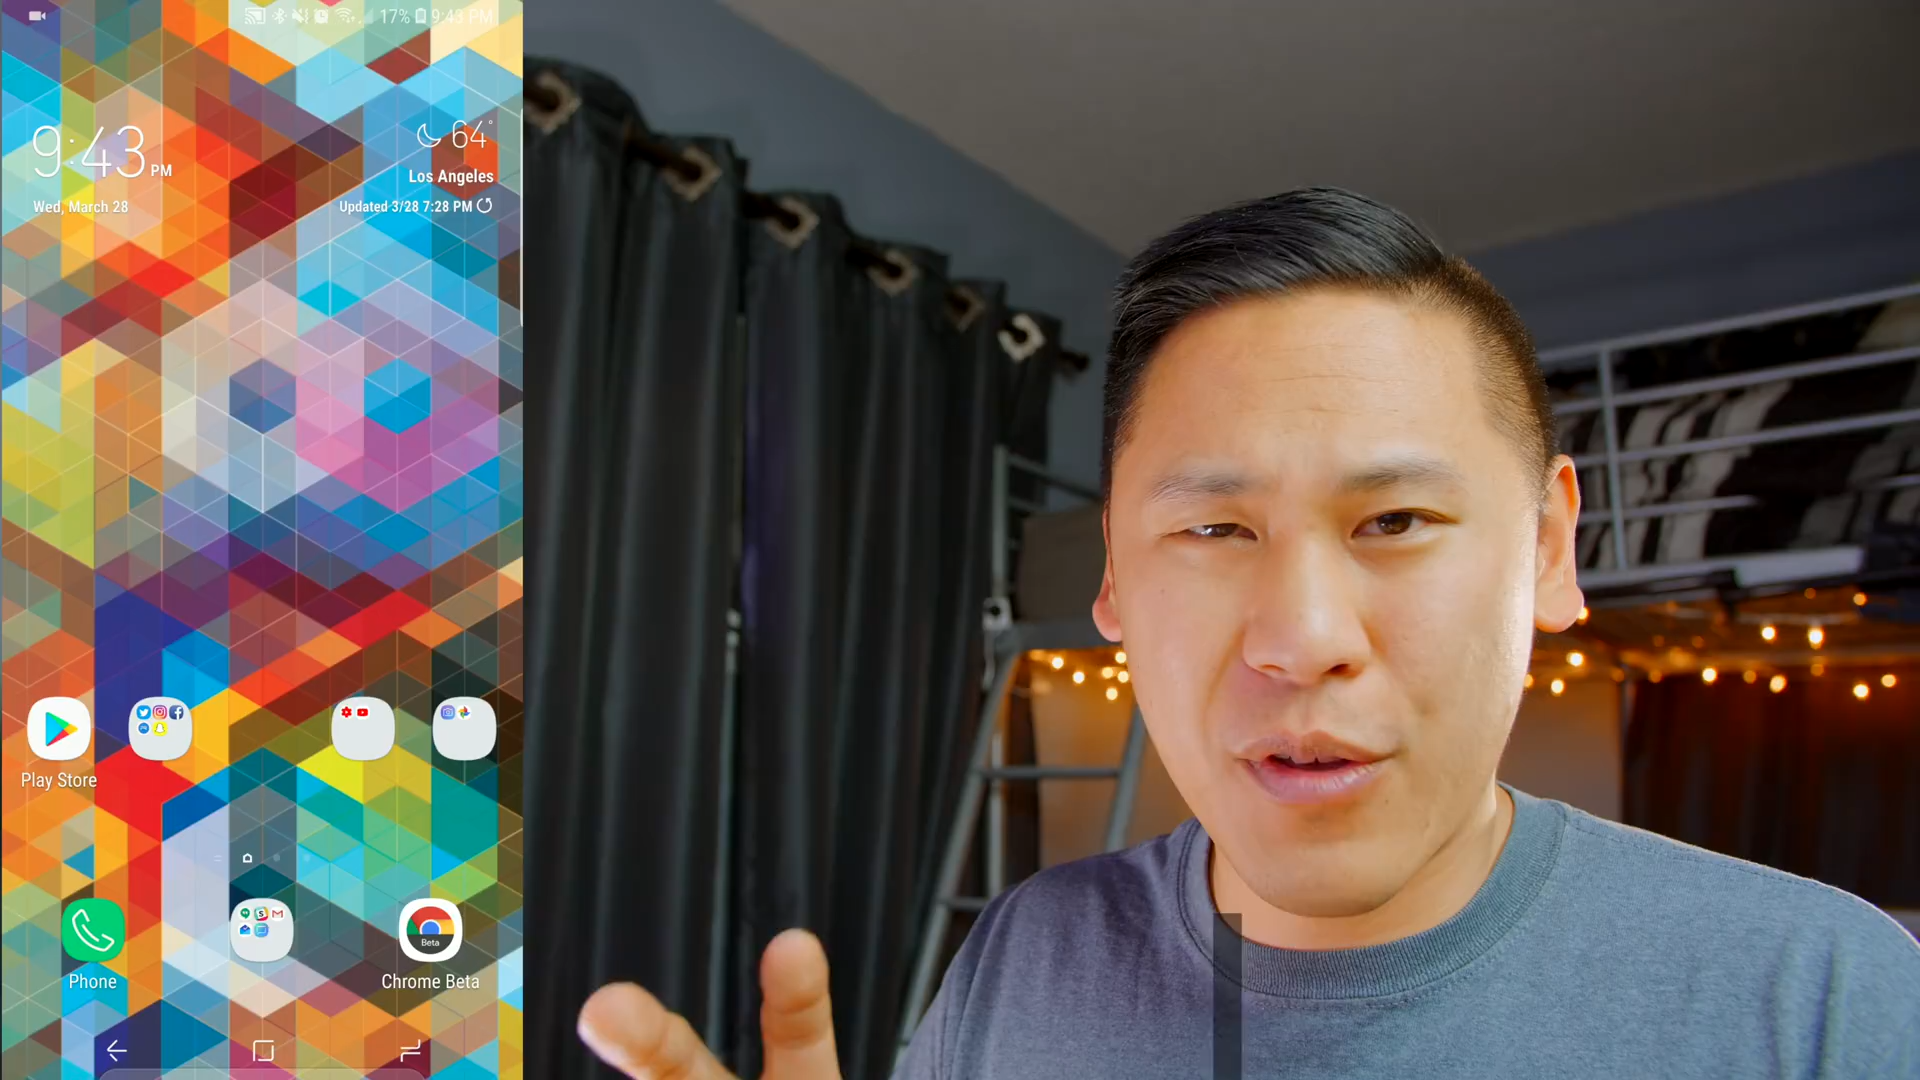 17% 9:43 PM
9:43 PM
64°
Los Angeles
Wed, March 28
Updated 3/28 7:28 PM
Play Store
Beta
Phone
Chrome Beta